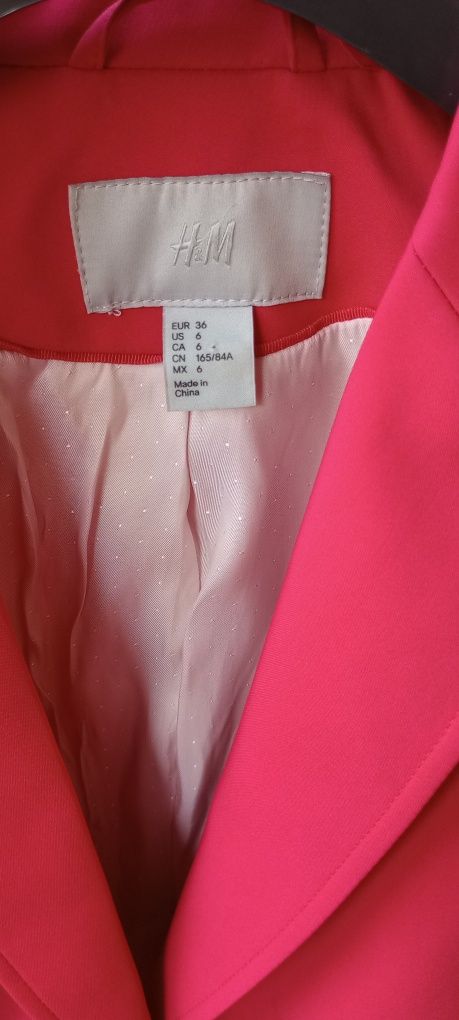 H&M
EUR 36
US 6
CA 6
CN 165/84A
MX 6
Made in
China